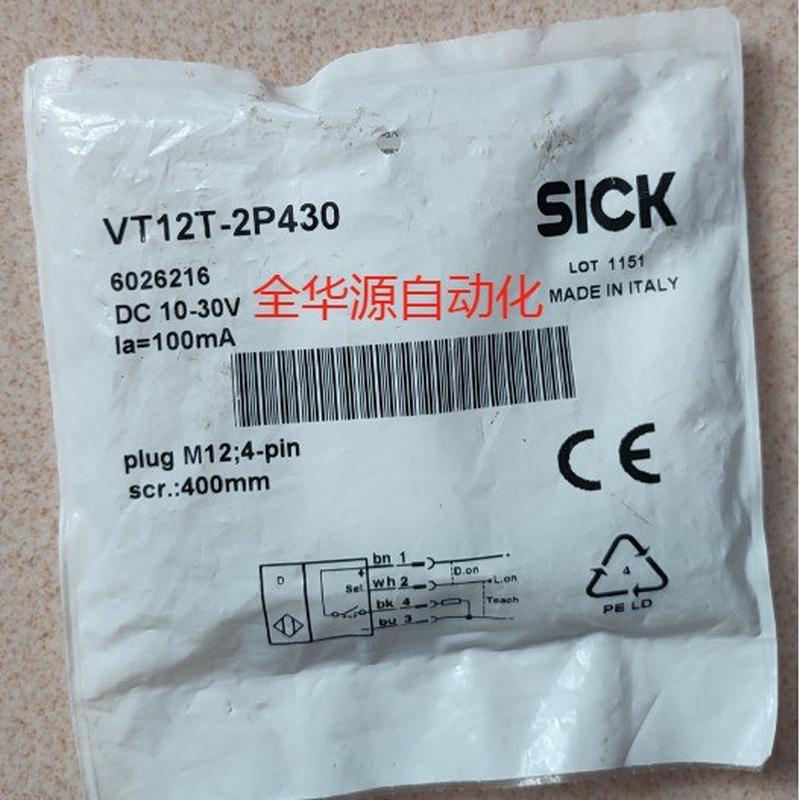 VT12T-2P430
SICK
6026216
LOT 1151
DC 10-30V
全华源自动化
MADE IN ITALY
Ia=100mA
plug M12;4-pin
scr.:400mm
CE
bn 1
+
D.on
D
Sel
wh 2
L.on
bk 4
Teach
bu 3
-
4
PE LD